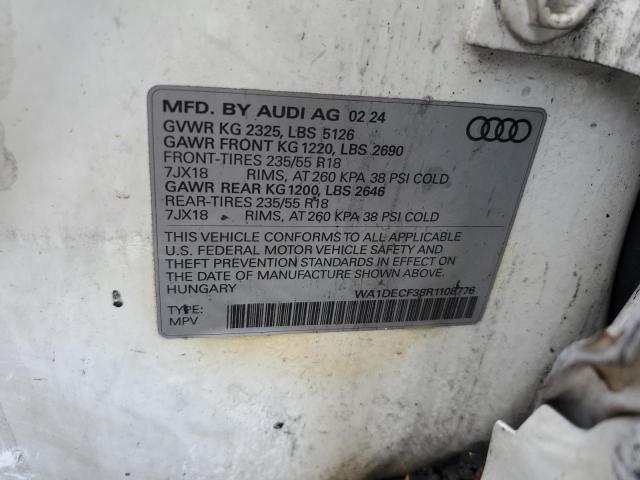 MFD. BY AUDI AG 02 24
GVWR KG 2325, LBS 5126
GAWR FRONT KG 1220, LBS 2690
FRONT-TIRES 235/55 R18
7JX18 RIMS, AT 260 KPA 38 PSI COLD
GAWR REAR KG 1200, LBS 2646
REAR-TIRES 235/55 R18
7JX18 RIMS, AT 260 KPA 38 PSI COLD
THIS VEHICLE CONFORMS TO ALL APPLICABLE
U.S. FEDERAL MOTOR VEHICLE SAFETY AND
THEFT PREVENTION STANDARDS IN EFFECT ON
THE DATE OF MANUFACTURE SHOWN ABOVE.
HUNGARY
WA1DECF38R1108776
TYPE:
MPV